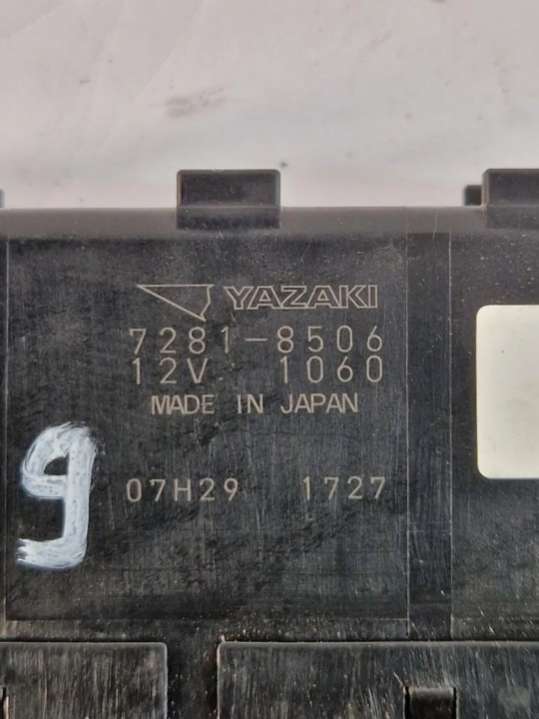 YAZAKI
7281-8506
12V 1060
MADE IN JAPAN
9
07H29 1727